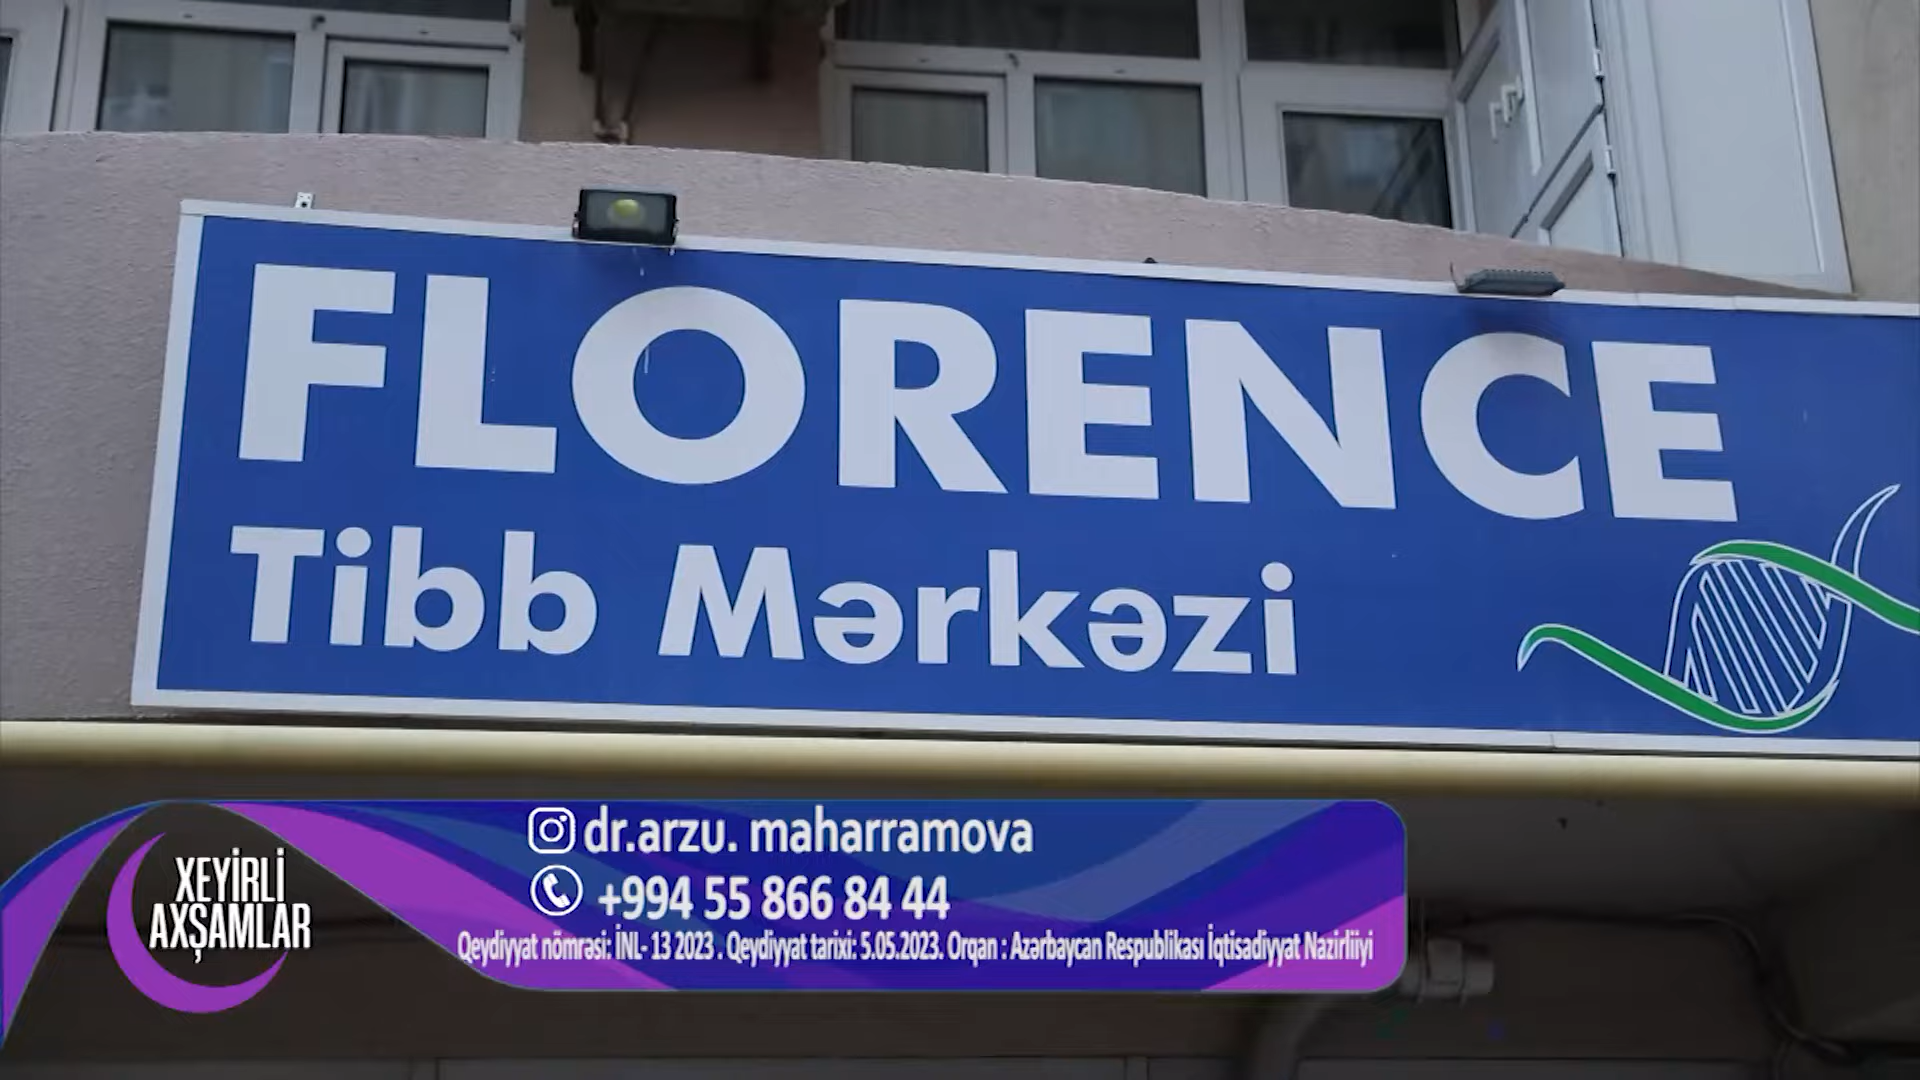 FLORENCE
Tibb Mərkəzi
dr.arzu. maharramova
+994 55 866 84 44
XEYİRLİ
AXŞAMLAR
Qeydiyyat nömrəsi: İNL- 13 2023 . Qeydiyyat tarixi: 5.05.2023. Orqan : Azərbaycan Respublikası İqtisadiyyat Nazirliiyi